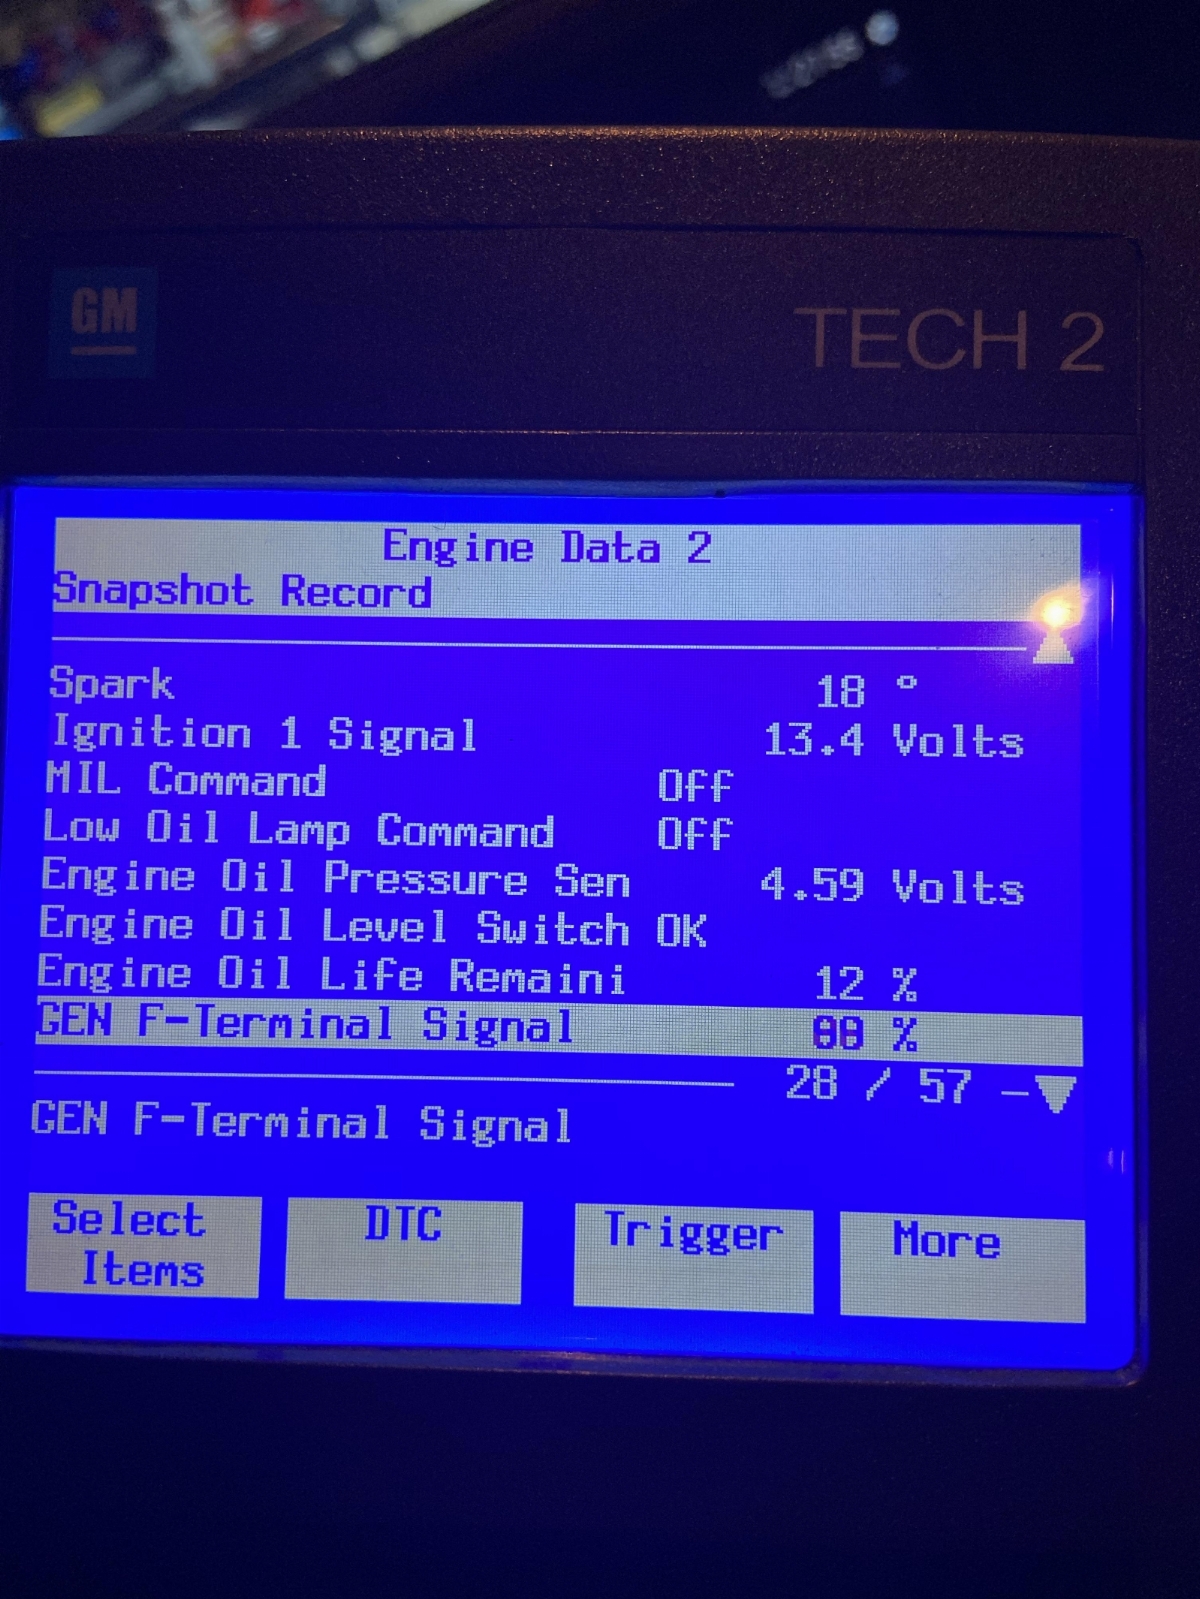 GM
TECH 2
Engine Data 2
Snapshot Record
Spark 18 °
Ignition 1 Signal 13.4 Volts
MIL Command Off
Low Oil Lamp Command Off
Engine Oil Pressure Sen 4.59 Volts
Engine Oil Level Switch OK
Engine Oil Life Remaini 12 %
GEN F-Terminal Signal %
28 / 57
GEN F-Terminal Signal
Select Items
DTC
Trigger
More